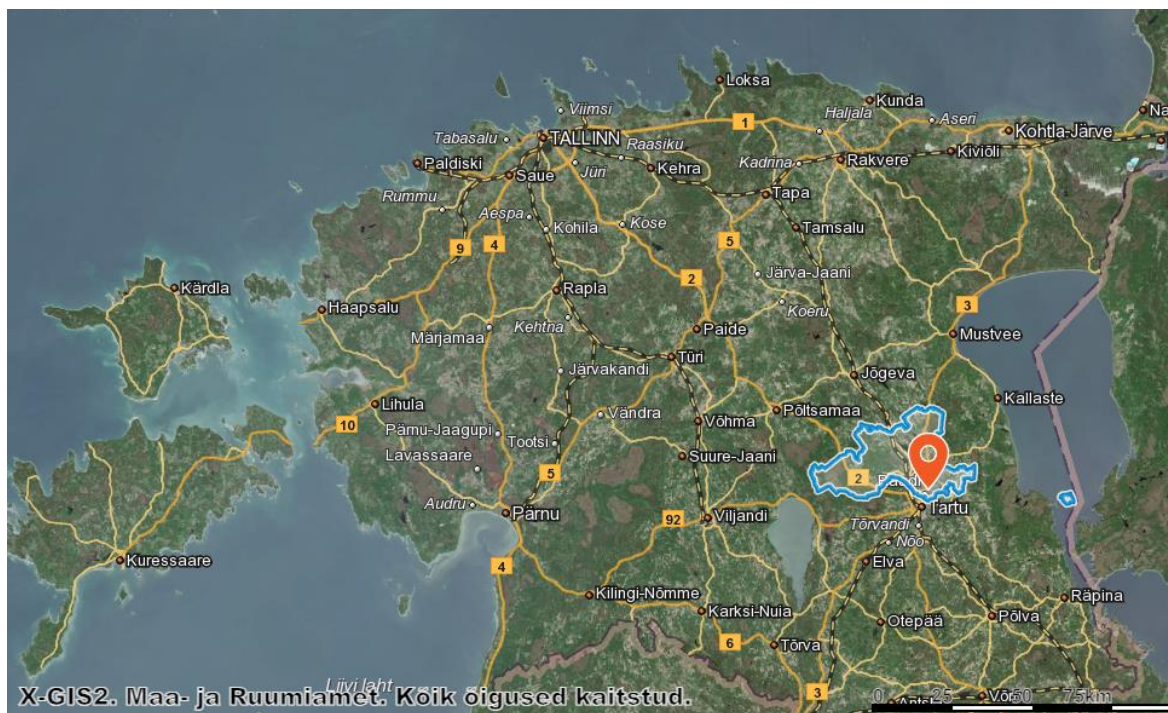 Loksa
Viimsi
Kunda
Haljala
Aseri
Na
1
Tabasalu
TALLINN
Kohtla-Järve
Raasiku
Paldiski
Jüri
Kehra
Kadrina
Rakvere
Kiviõli
Saue
Rummu
Tapa
Aespa
Kohila
Kose
Tamsalu
9
4
5
Järva-Jaani
2
Kärdla
Haapsalu
Rapla
Koeru
3
Märjamaa
Kehtna
Paide
Mustvee
Türi
Järvakandi
Jõgeva
Lihula
Kallaste
10
Vändra
Võhma
Põltsamaa
Pärnu-Jaagupi
Tootsi
Lavassaare
Suure-Jaani
5
2
Audru
Pärnu
92
Viljandi
Tartu
Tõrvandi
Nõo
Kuressaare
4
Elva
Kilingi-Nõmme
Karksi-Nuia
Räpina
Otepää
Põlva
6
Tõrva
Liivi laht
3
X-GIS2. Maa- ja Ruumiamet. Kõik õigused kaitstud.
0 25 50 75km